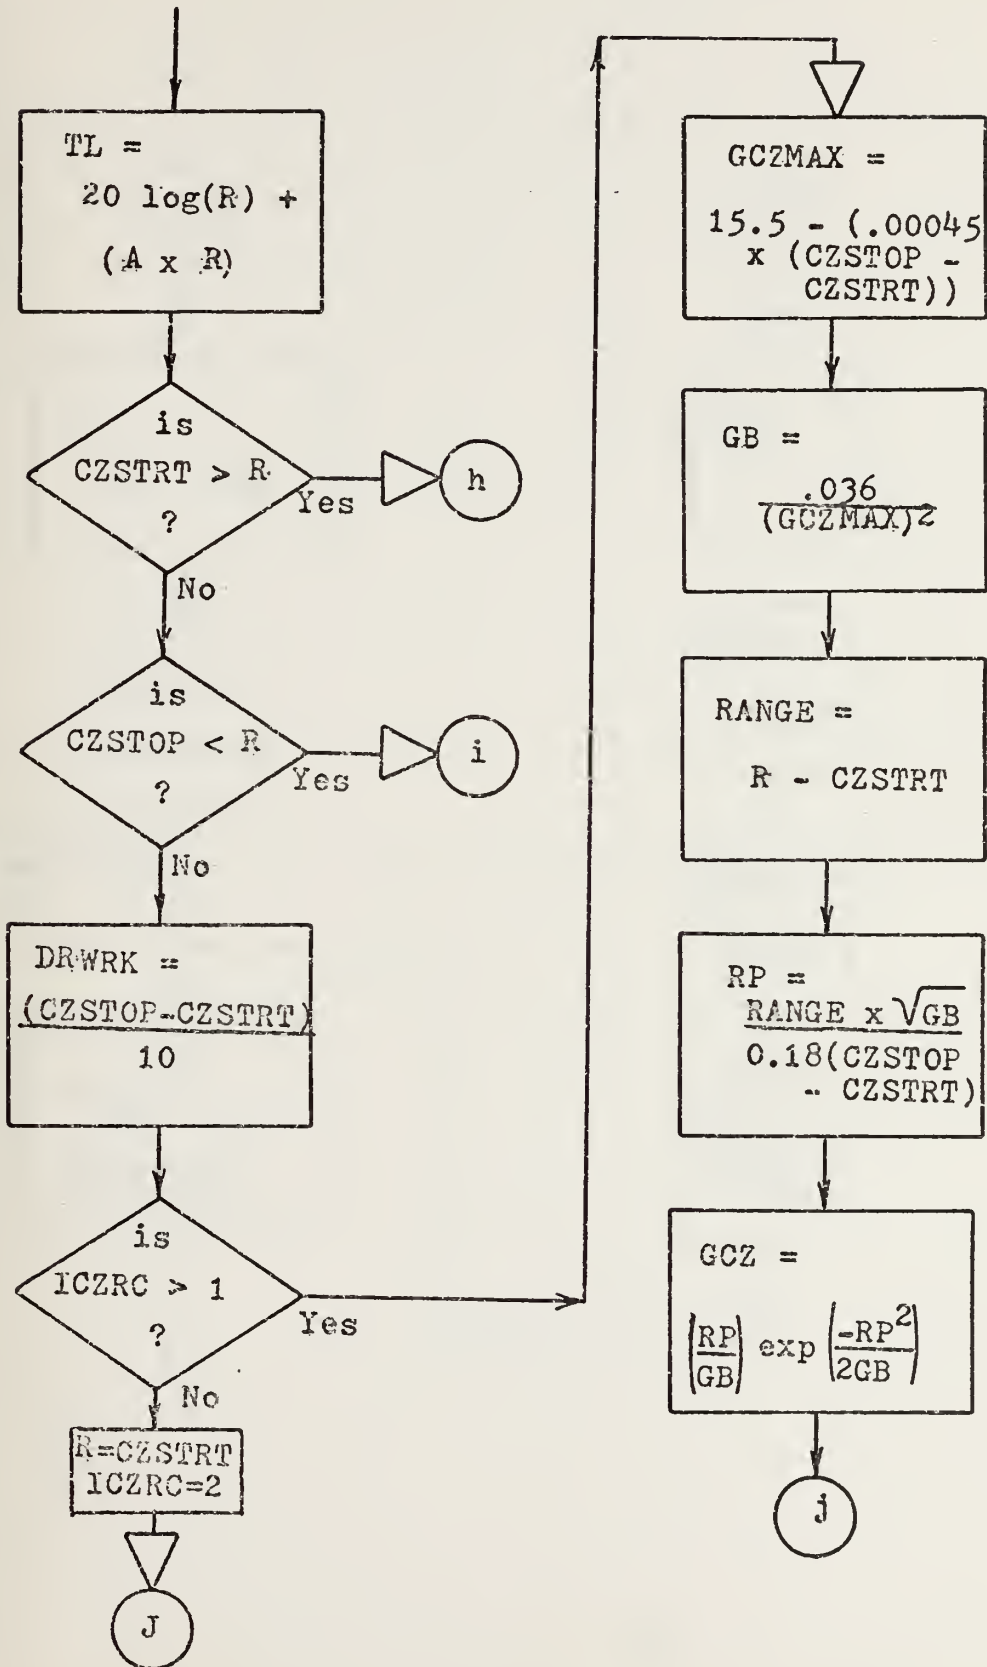 TL =
20 log(R) +
(A x R)
is
CZSTRT > R
?
Yes
h
No
is
CZSTOP < R
?
Yes
i
No
DRWRK =
(CZSTOP-CZSTRT)
10
is
ICZRC > 1
?
Yes
No
R=CZSTRT
ICZRC=2
J
GCZMAX =
15.5 - (.00045
x (CZSTOP -
CZSTRT))
GB =
.036
(GCZMAX)2
RANGE =
R - CZSTRT
RP =
RANGE x √GB
0.18(CZSTOP
- CZSTRT)
GCZ =
(RP/GB) exp (-RP²/2GB)
j